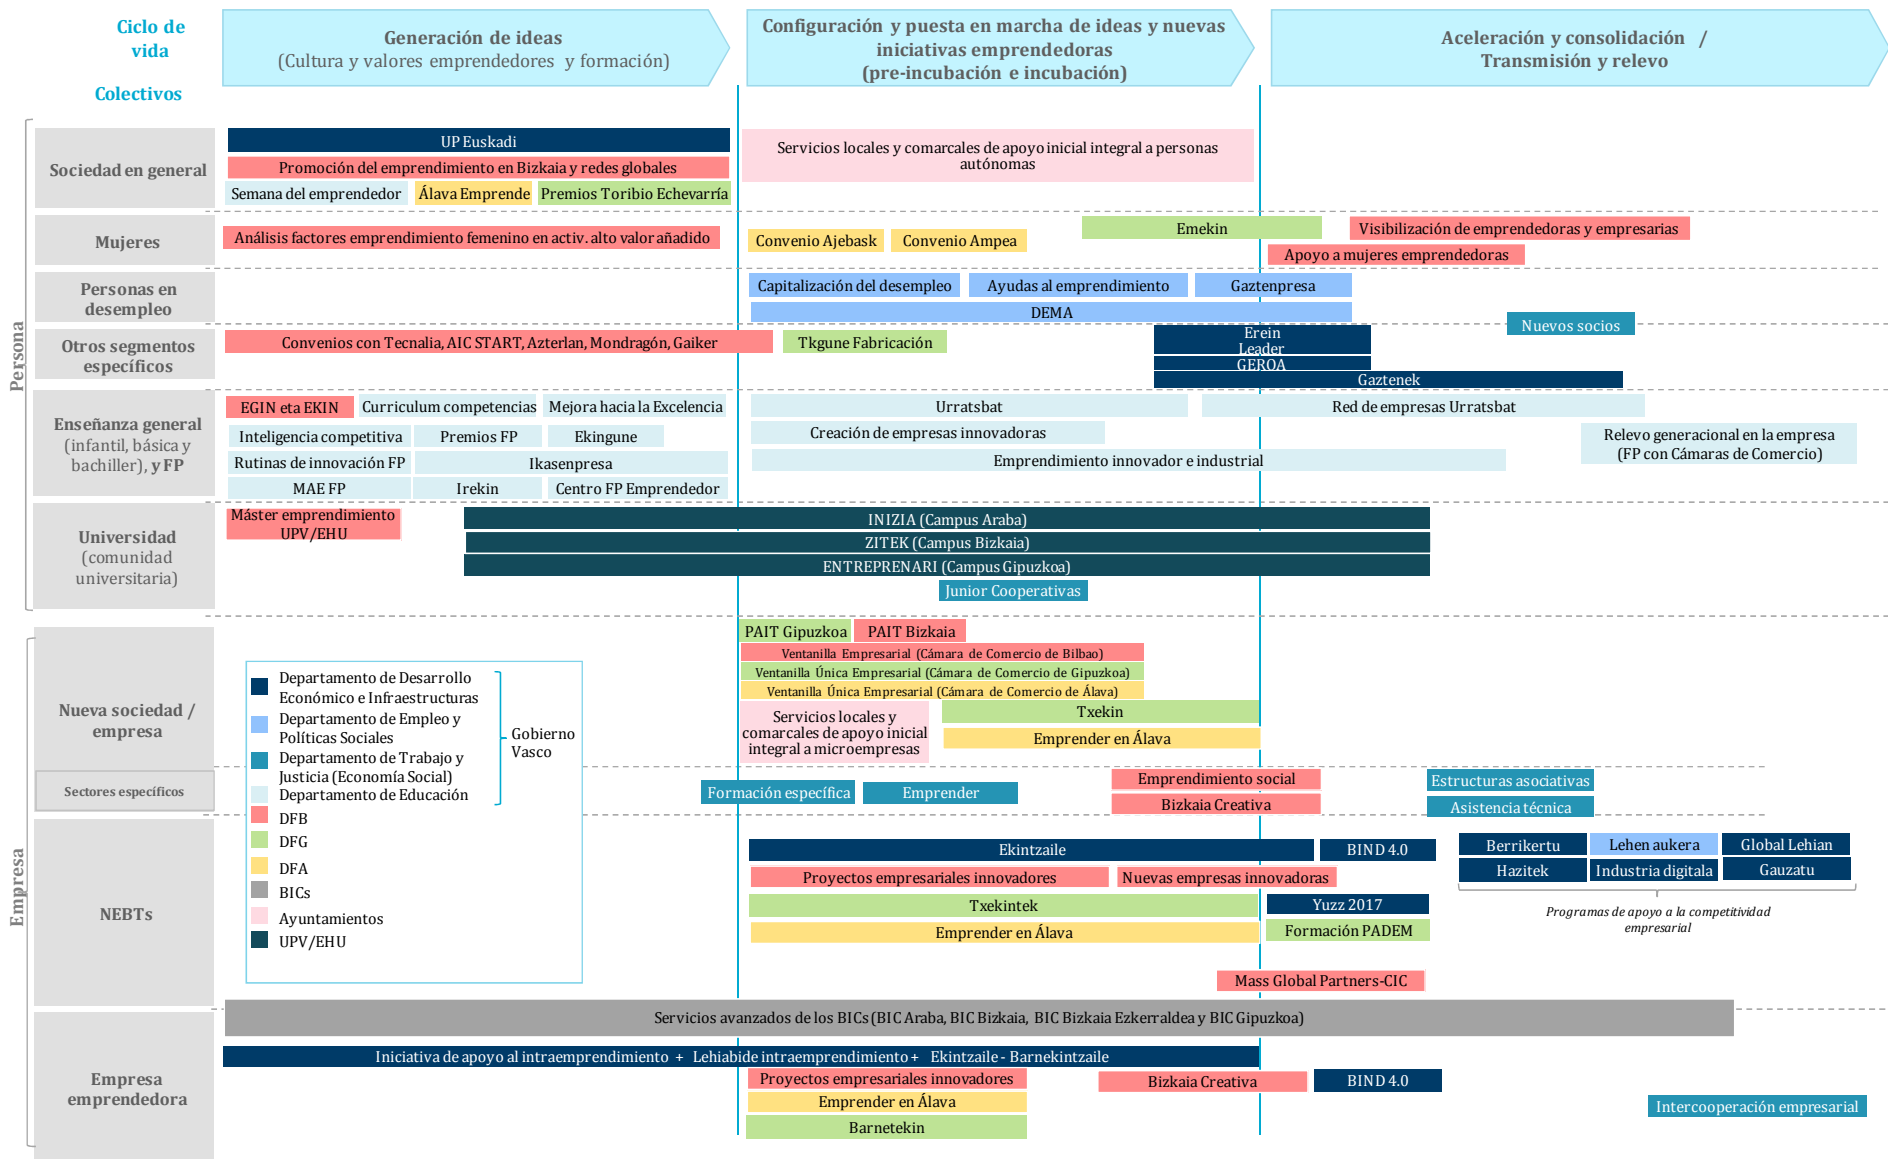 Ciclo de
vida
Colectivos
Generación de ideas
(Cultura y valores emprendedores y formación)
Configuración y puesta en marcha de ideas y nuevas
iniciativas emprendedoras
(pre-incubación e incubación)
Aceleración y consolidación /
Transmisión y relevo
Persona
Sociedad en general
UP Euskadi
Promoción del emprendimiento en Bizkaia y redes globales
Semana del emprendedor
Álava Emprende
Premios Toribio Echevarría
Servicios locales y comarcales de apoyo inicial integral a personas
autónomas
Mujeres
Análisis factores emprendimiento femenino en activ. alto valor añadido
Convenio Ajebask
Convenio Ampea
Emekin
Visibilización de emprendedoras y empresarias
Apoyo a mujeres emprendedoras
Personas en
desempleo
Capitalización del desempleo
Ayudas al emprendimiento
Gaztenpresa
DEMA
Otros segmentos
específicos
Convenios con Tecnalia, AIC START, Azterlan, Mondragón, Gaiker
Tkgune Fabricación
Erein
Leader
GEROA
Gaztenek
Nuevos socios
Enseñanza general
(infantil, básica y
bachiller), y FP
EGIN eta EKIN
Curriculum competencias
Mejora hacia la Excelencia
Inteligencia competitiva
Premios FP
Ekingune
Rutinas de innovación FP
Ikasenpresa
MAE FP
Irekin
Centro FP Emprendedor
Urratsbat
Red de empresas Urratsbat
Creación de empresas innovadoras
Emprendimiento innovador e industrial
Relevo generacional en la empresa
(FP con Cámaras de Comercio)
Universidad
(comunidad
universitaria)
Máster emprendimiento
UPV/EHU
INIZIA (Campus Araba)
ZITEK (Campus Bizkaia)
ENTREPRENARI (Campus Gipuzkoa)
Junior Cooperativas
Empresa
Nueva sociedad /
empresa
PAIT Gipuzkoa
PAIT Bizkaia
Ventanilla Empresarial (Cámara de Comercio de Bilbao)
Ventanilla Única Empresarial (Cámara de Comercio de Gipuzkoa)
Ventanilla Única Empresarial (Cámara de Comercio de Álava)
Servicios locales y
comarcales de apoyo inicial
integral a microempresas
Txekin
Emprender en Álava
Departamento de Desarrollo
Económico e Infraestructuras
Departamento de Empleo y
Políticas Sociales
Departamento de Trabajo y
Justicia (Economía Social)
Departamento de Educación
Gobierno
Vasco
DFB
DFG
DFA
BICs
Ayuntamientos
UPV/EHU
Sectores específicos
Formación específica
Emprender
Emprendimiento social
Bizkaia Creativa
Estructuras asociativas
Asistencia técnica
NEBTs
Ekintzaile
BIND 4.0
Proyectos empresariales innovadores
Nuevas empresas innovadoras
Txekintek
Yuzz 2017
Emprender en Álava
Formación PADEM
Mass Global Partners-CIC
Berrikertu
Lehen aukera
Global Lehian
Hazitek
Industria digitala
Gauzatu
Programas de apoyo a la competitividad
empresarial
Servicios avanzados de los BICs (BIC Araba, BIC Bizkaia, BIC Bizkaia Ezkerraldea y BIC Gipuzkoa)
Empresa
emprendedora
Iniciativa de apoyo al intraemprendimiento + Lehiabide intraemprendimiento + Ekintzaile - Barnekintzaile
Proyectos empresariales innovadores
Bizkaia Creativa
BIND 4.0
Emprender en Álava
Barnetekin
Intercooperación empresarial